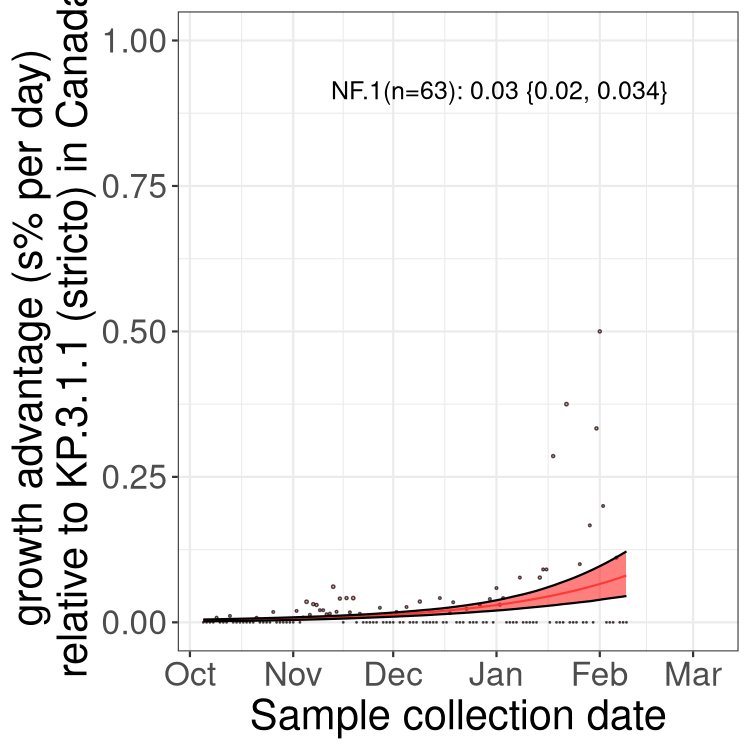 growth advantage (s% per day)
relative to KP.3.1.1 (stricto) in Canada
1.00
0.75
0.50
0.25
0.00
NF.1(n=63): 0.03 {0.02, 0.034}
Oct Nov Dec Jan Feb Mar
Sample collection date